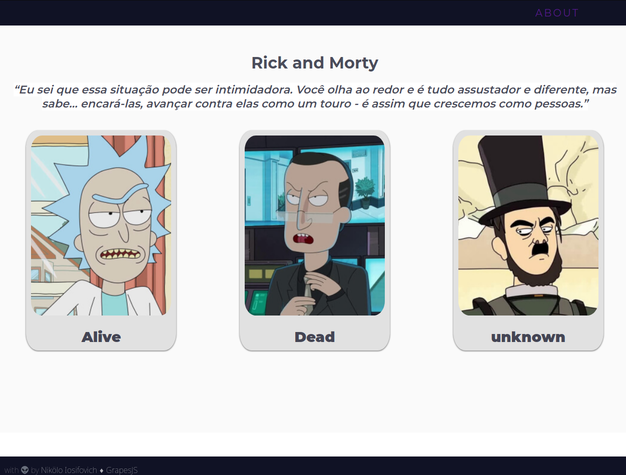 ABOUT
Rick and Morty
“Eu sei que essa situação pode ser intimidadora. Você olha ao redor e é tudo assustador e diferente, mas
sabe... encará-las, avançar contra elas como um touro - é assim que crescemos como pessoas.”
Alive
Dead
unknown
with 💀 by Nikolo Iosifovich ♦ GrapesJS